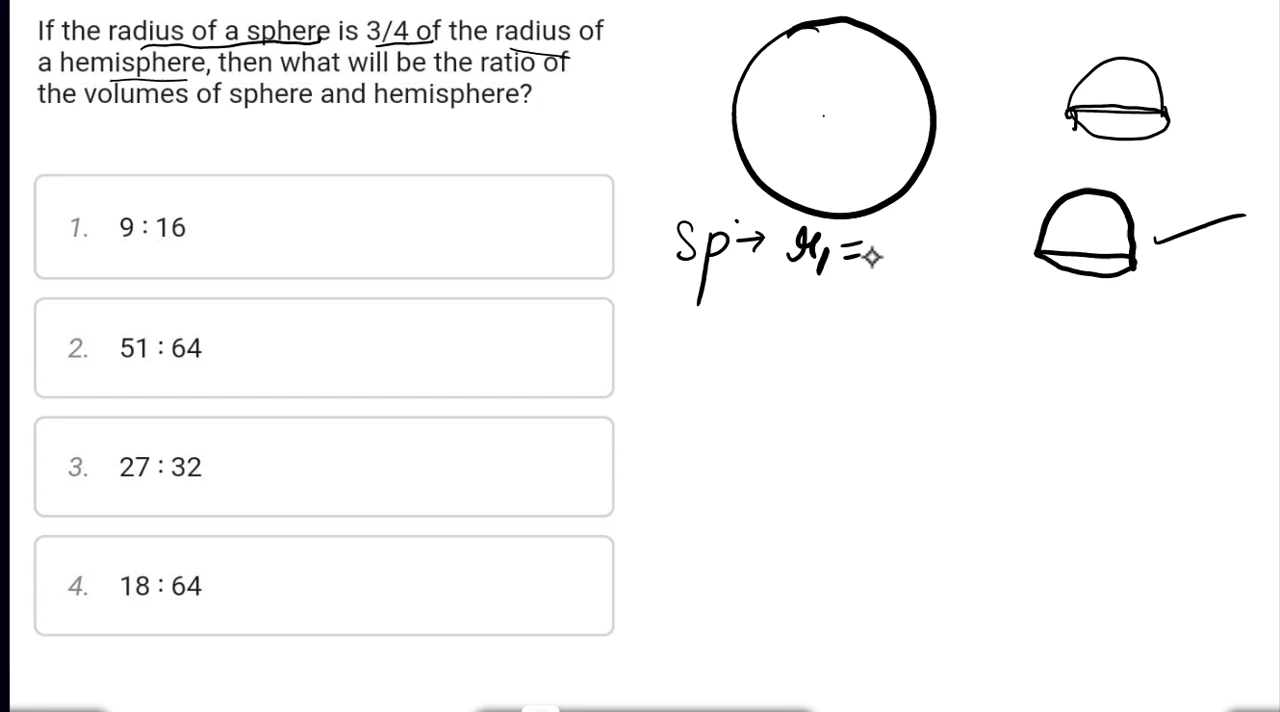 If the radius of a sphere is 3/4 of the radius of
a hemisphere, then what will be the ratio of
the volumes of sphere and hemisphere?
1. 9 : 16
2. 51 : 64
3. 27 : 32
4. 18 : 64
Sp → r₁ =